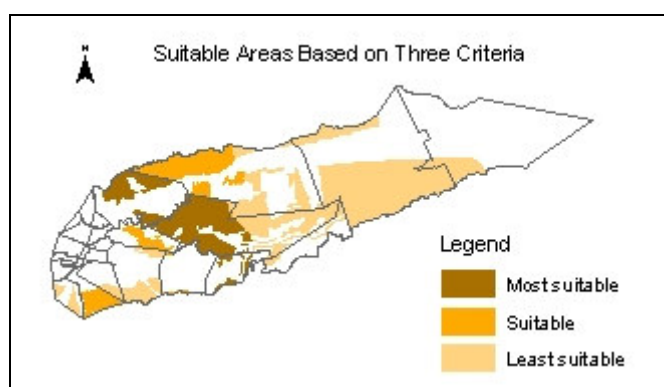 N
Suitable Areas Based on Three Criteria
Legend
Most suitable
Suitable
Least suitable